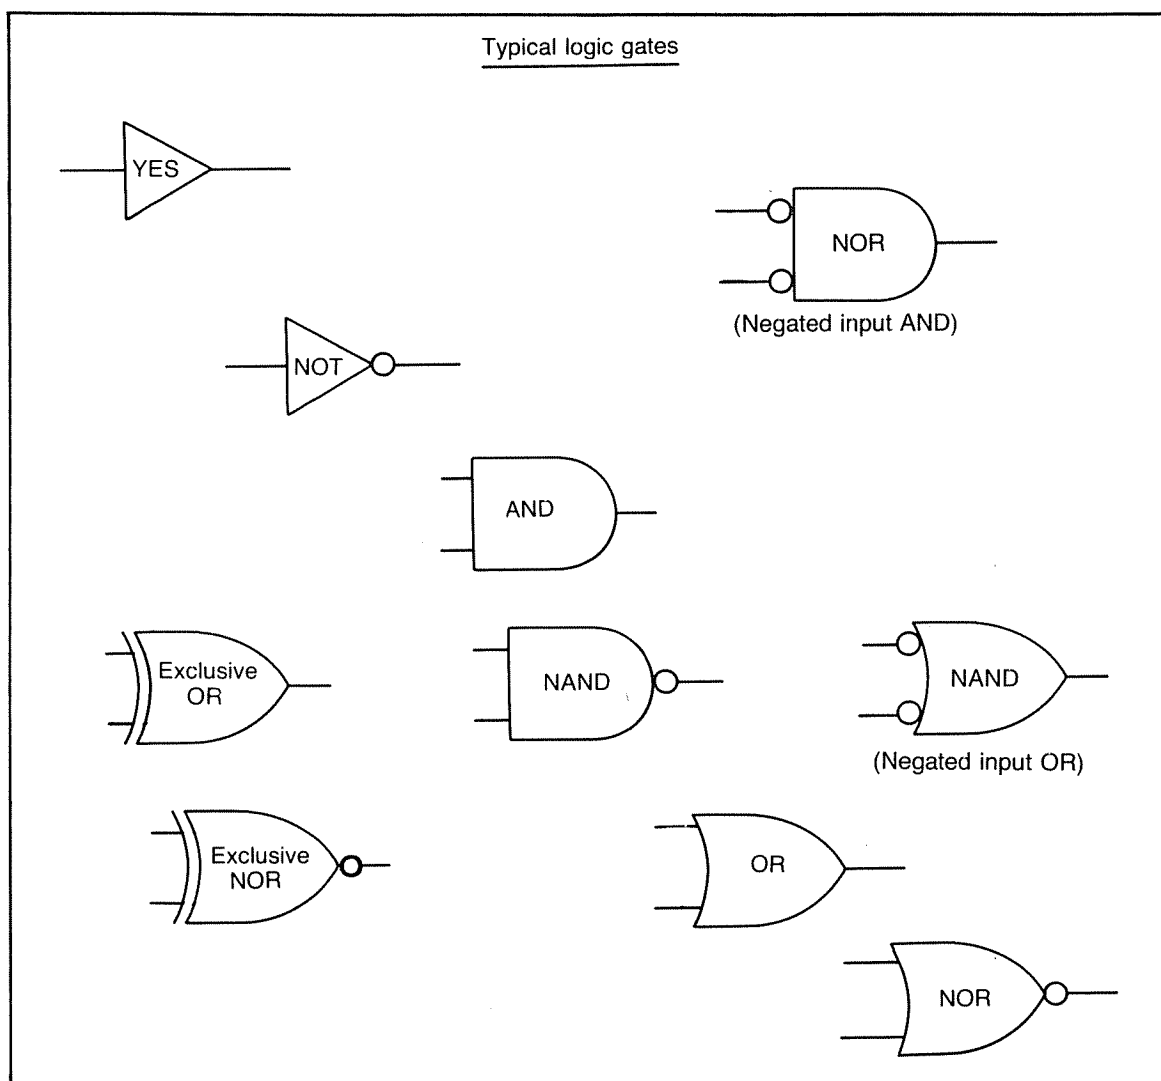 Typical logic gates
YES
NOR
(Negated input AND)
NOT
AND
Exclusive
OR
NAND
NAND
(Negated input OR)
Exclusive
NOR
OR
NOR